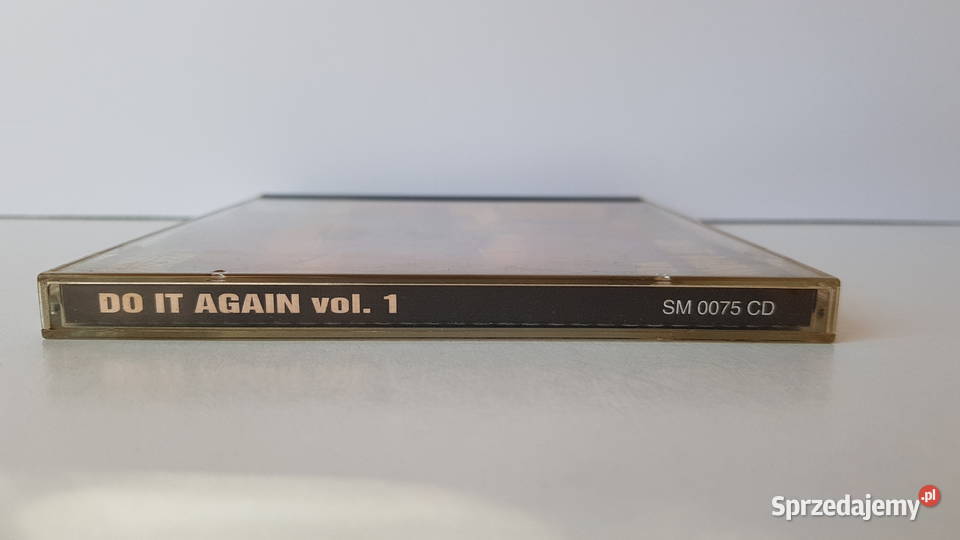 DO IT AGAIN vol. 1
SM 0075 CD
Sprzedajemy.pl